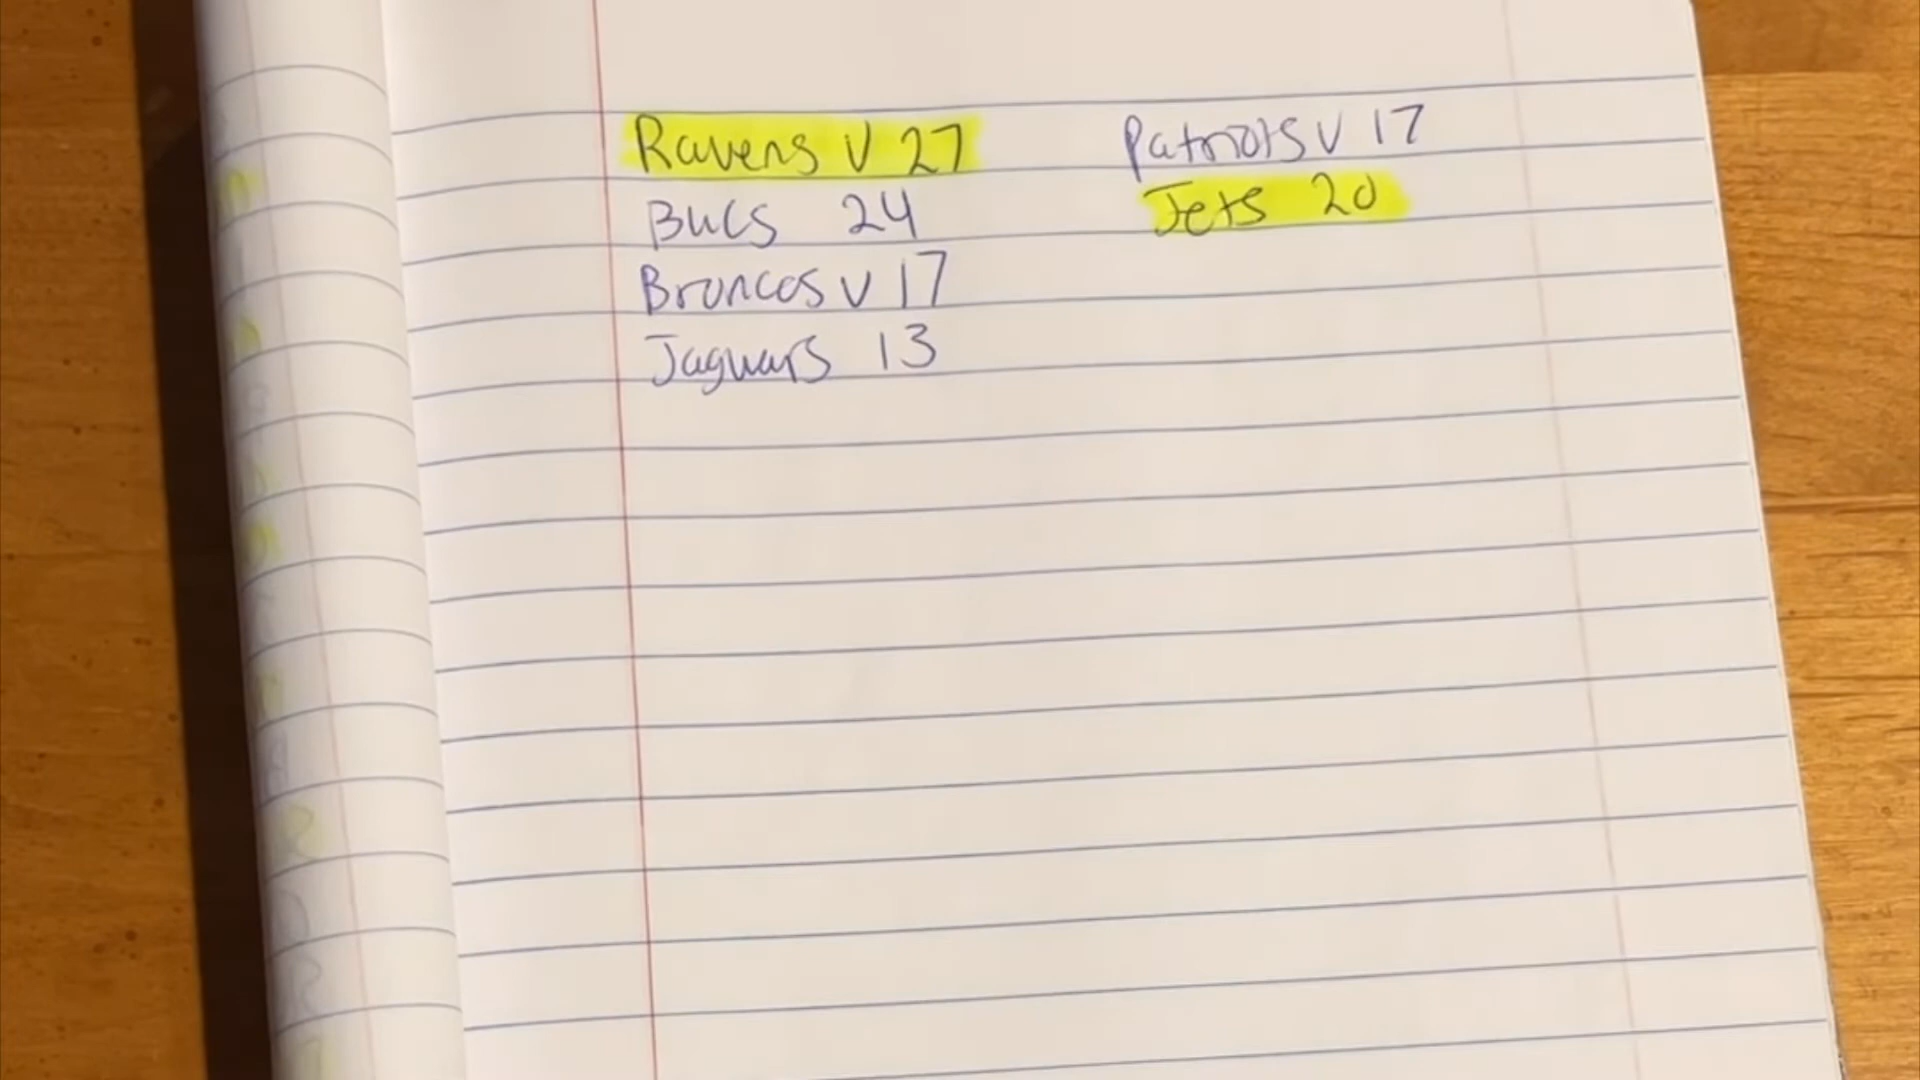 Ravens V 27
Bucs 24
Broncos V 17
Jaguars 13
Patriots V 17
Jets 20